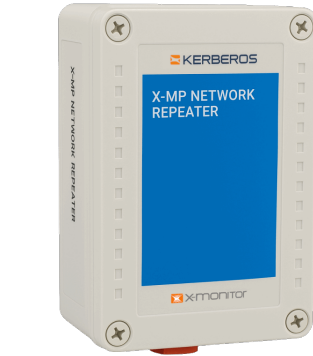 KERBEROS
X-MP NETWORK
REPEATER
x-monitor
X-MP NETWORK REPEATER